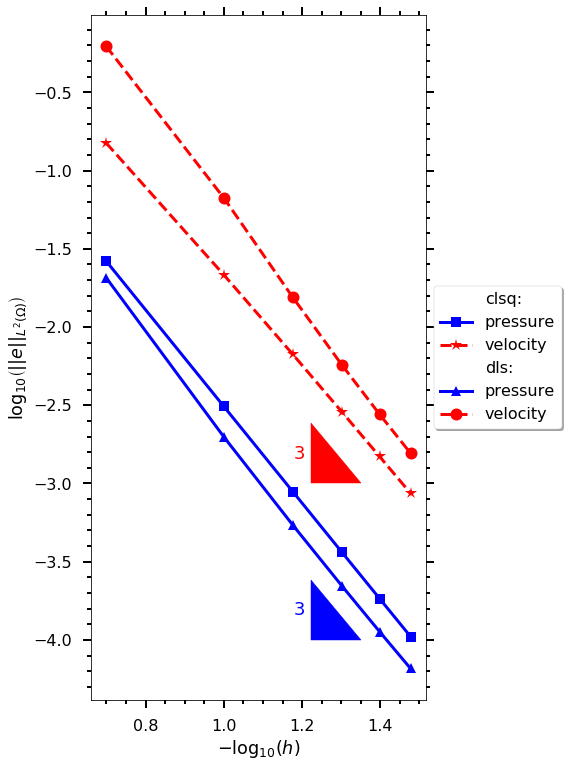 −0.5
−1.0
−1.5
−2.0
−2.5
−3.0
−3.5
−4.0
log₁₀(||e||_{L²(Ω)})
3
3
0.8 1.0 1.2 1.4
−log₁₀(h)
clsq:
pressure
velocity
dls:
pressure
velocity